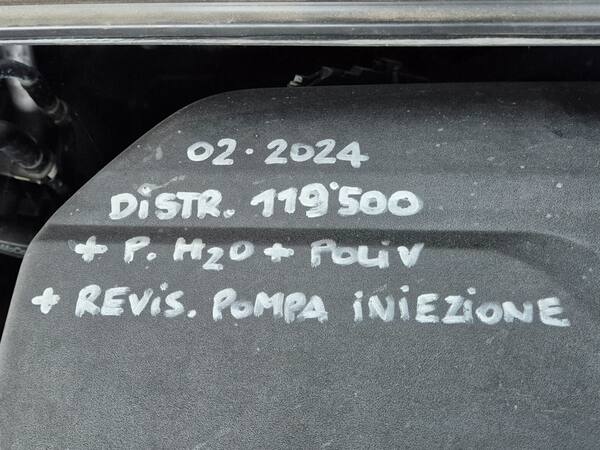 02.2024
DiSTR. 119'500
+ P. H2O + POLiV
+ REViS. POMPA iNiEZiONE